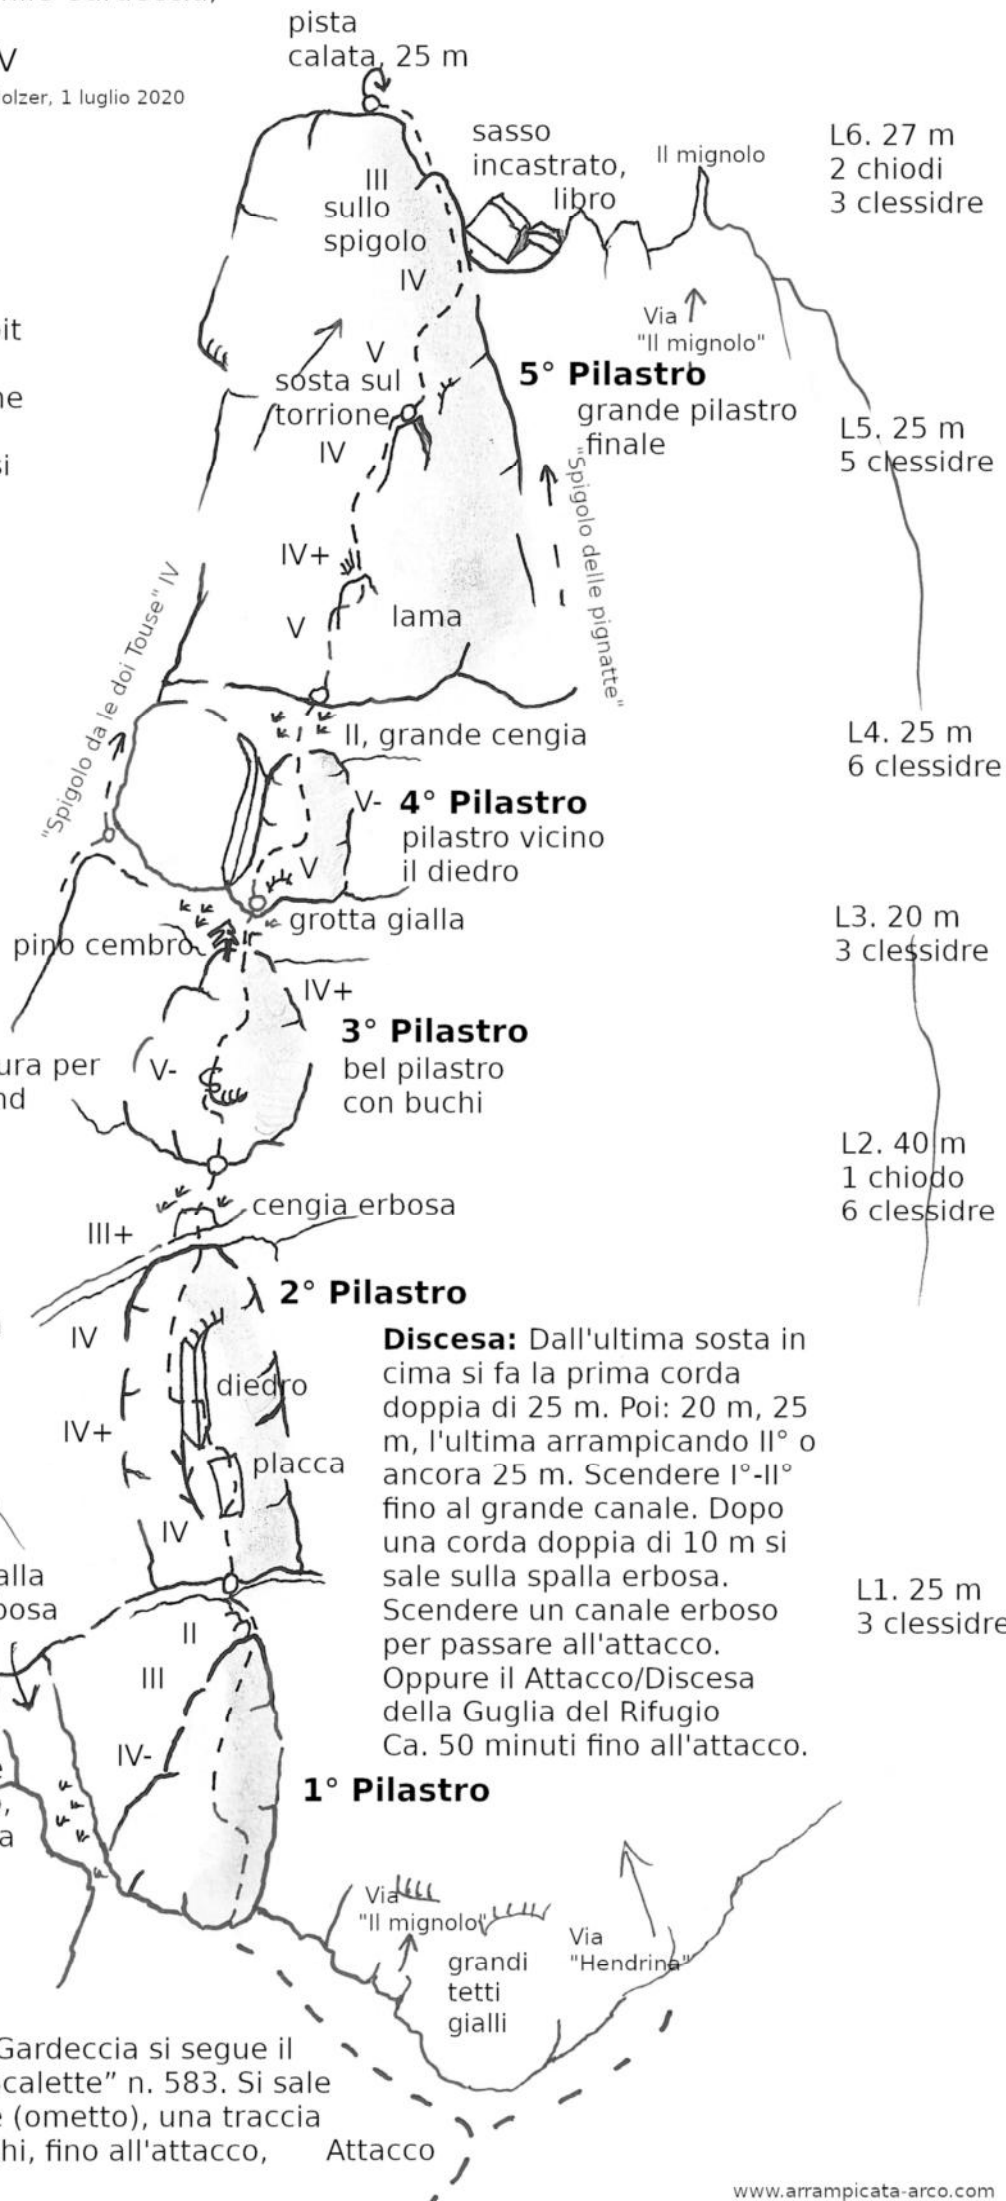 V
olzer, 1 luglio 2020
pista
calata, 25 m
sasso
incastrato,
libro
Il mignolo
L6. 27 m
2 chiodi
3 clessidre
III
sullo
spigolo
IV
Via
"Il mignolo"
it
ne
si
V
sosta sul
torrione
IV
5° Pilastro
grande pilastro
finale
L5. 25 m
5 clessidre
"Spigolo delle pignatte"
IV+
V
lama
"Spigolo da le doi Touse" IV
II, grande cengia
L4. 25 m
6 clessidre
V-
4° Pilastro
pilastro vicino
il diedro
V
grotta gialla
pino cembro
L3. 20 m
3 clessidre
IV+
3° Pilastro
bel pilastro
con buchi
ura per
nd
V-
L2. 40 m
1 chiodo
6 clessidre
cengia erbosa
III+
2° Pilastro
IV
diedro
IV+
placca
IV
Discesa: Dall'ultima sosta in
cima si fa la prima corda
doppia di 25 m. Poi: 20 m, 25
m, l'ultima arrampicando II° o
ancora 25 m. Scendere I°-II°
fino al grande canale. Dopo
una corda doppia di 10 m si
sale sulla spalla erbosa.
Scendere un canale erboso
per passare all'attacco.
Oppure il Attacco/Discesa
della Guglia del Rifugio
Ca. 50 minuti fino all'attacco.
alla
bosa
L1. 25 m
3 clessidre
II
III
IV-
1° Pilastro
a
Via
"Il mignolo"
grandi
tetti
gialli
Via
"Hendrina"
Gardeccia si segue il
calette” n. 583. Si sale
e (ometto), una traccia
hi, fino all'attacco,
Attacco
www.arrampicata-arco.com